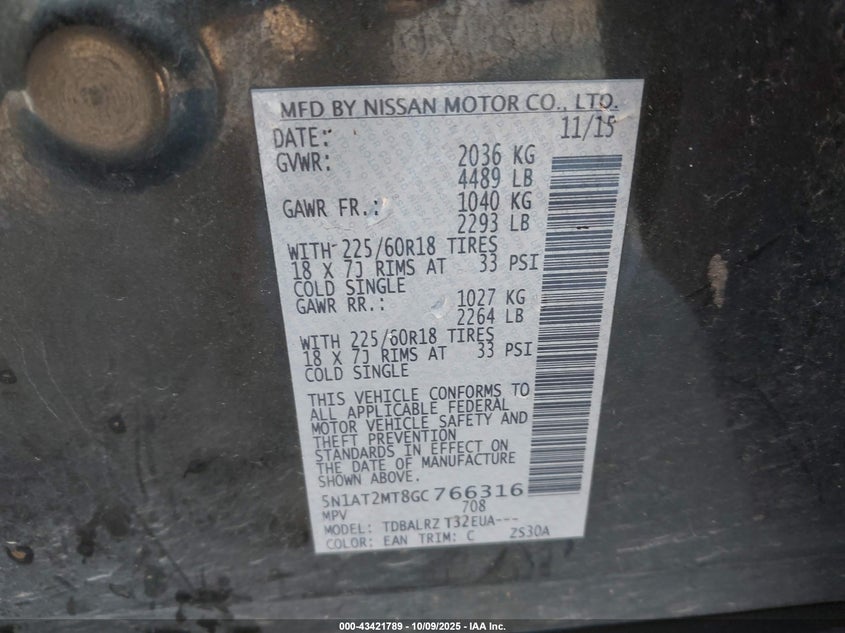 MFD BY NISSAN MOTOR CO., LTD.
DATE: 11/15
GVWR: 2036 KG
4489 LB
GAWR FR.: 1040 KG
2293 LB
WITH 225/60R18 TIRES
18 X 7J RIMS AT 33 PSI
COLD SINGLE
GAWR RR.: 1027 KG
2264 LB
WITH 225/60R18 TIRES
18 X 7J RIMS AT 33 PSI
COLD SINGLE
THIS VEHICLE CONFORMS TO
ALL APPLICABLE FEDERAL
MOTOR VEHICLE SAFETY AND
THEFT PREVENTION
STANDARDS IN EFFECT ON
THE DATE OF MANUFACTURE
SHOWN ABOVE.
5N1AT2MT8GC766316
MPV 708
MODEL: TDBALRZ T32EUA---
COLOR: EAN TRIM: C ZS30A
000-43421789 - 10/09/2025 - IAA Inc.